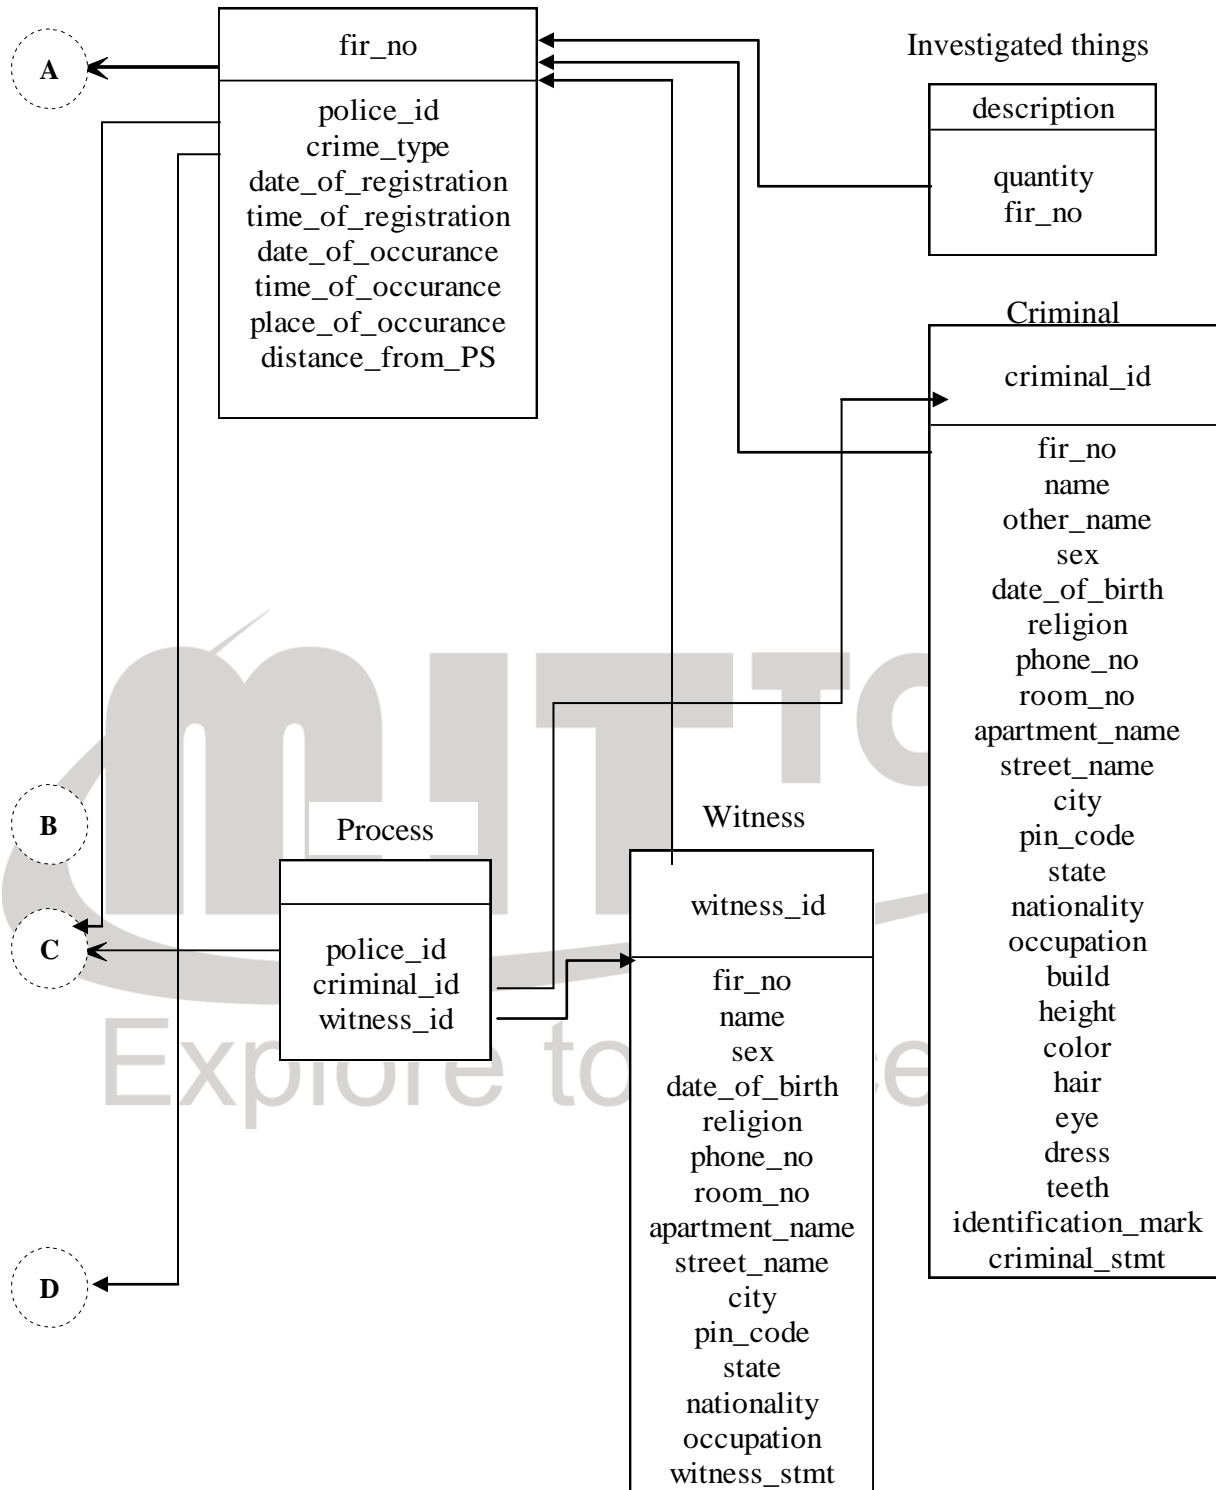 A
fir_no
police_id
crime_type
date_of_registration
time_of_registration
date_of_occurance
time_of_occurance
place_of_occurance
distance_from_PS
Investigated things
description
quantity
fir_no
Criminal
criminal_id
fir_no
name
other_name
sex
date_of_birth
religion
phone_no
room_no
apartment_name
street_name
city
pin_code
state
nationality
occupation
build
height
color
hair
eye
dress
teeth
identification_mark
criminal_stmt
B
C
D
Process
police_id
criminal_id
witness_id
Witness
witness_id
fir_no
name
sex
date_of_birth
religion
phone_no
room_no
apartment_name
street_name
city
pin_code
state
nationality
occupation
witness_stmt
MIT
Explore to